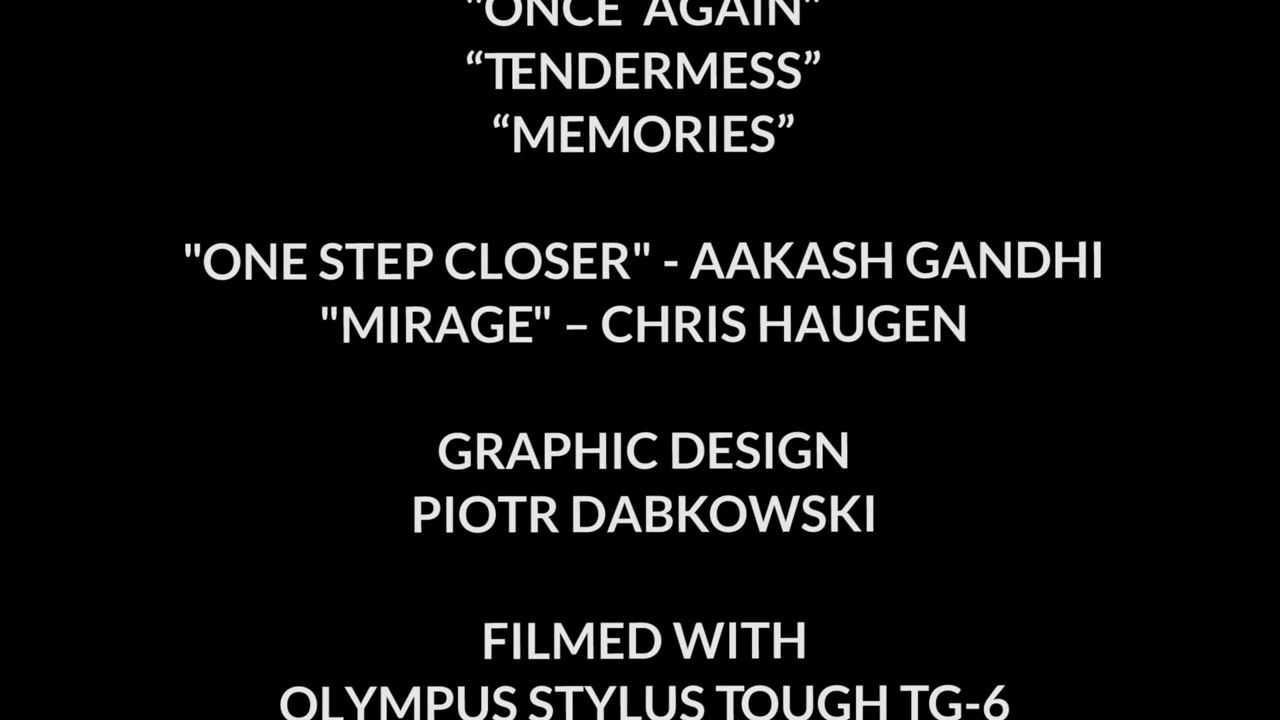 "ONCE AGAIN"
“TENDERMESS”
“MEMORIES”
"ONE STEP CLOSER" - AAKASH GANDHI
"MIRAGE" – CHRIS HAUGEN
GRAPHIC DESIGN
PIOTR DABKOWSKI
FILMED WITH
OLYMPUS STYLUS TOUGH TG-6